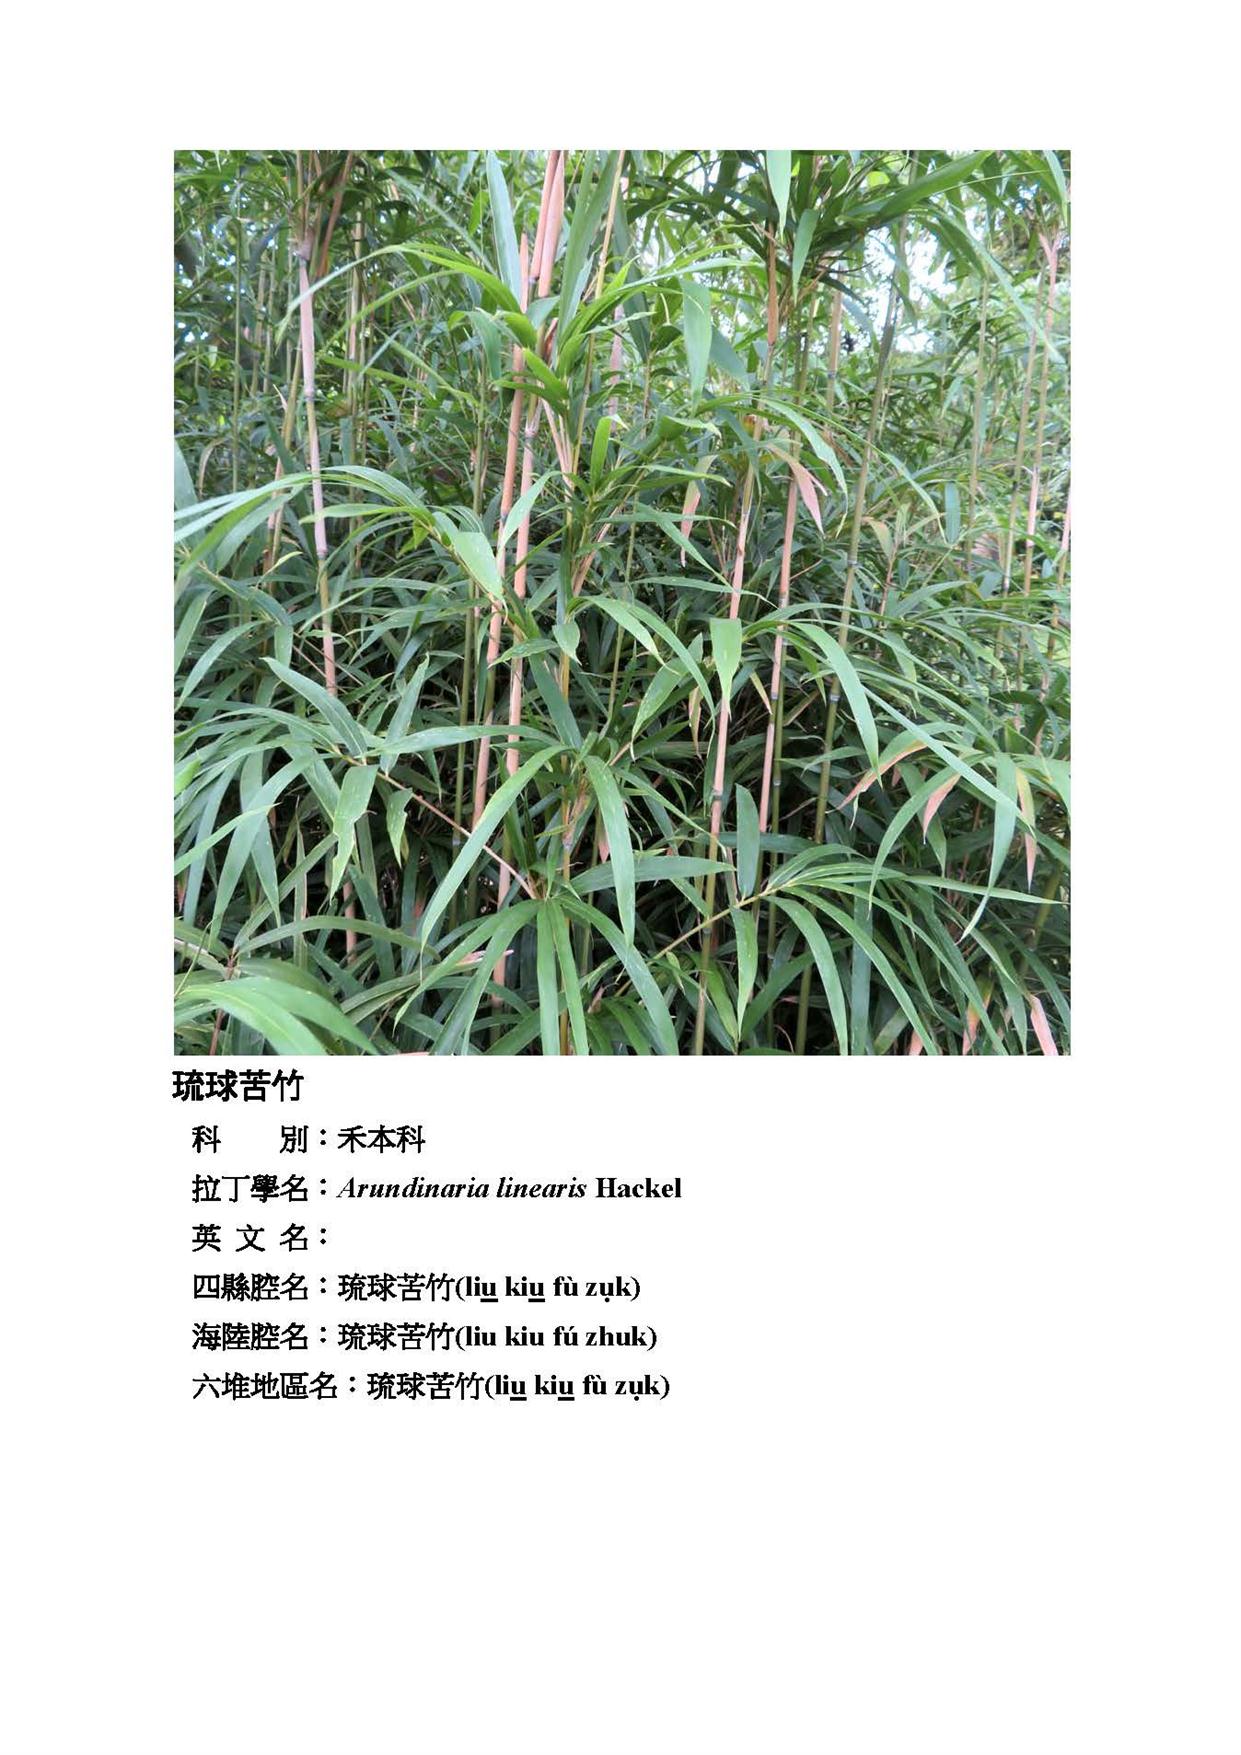 琉球苦竹
科　　別：禾本科
拉丁學名：Arundinaria linearis Hackel
英 文 名：
四縣腔名：琉球苦竹(liu̲ kiu̲ fù zụk)
海陸腔名：琉球苦竹(liu kiu fú zhuk)
六堆地區名：琉球苦竹(liu̲ kiu̲ fù zụk)